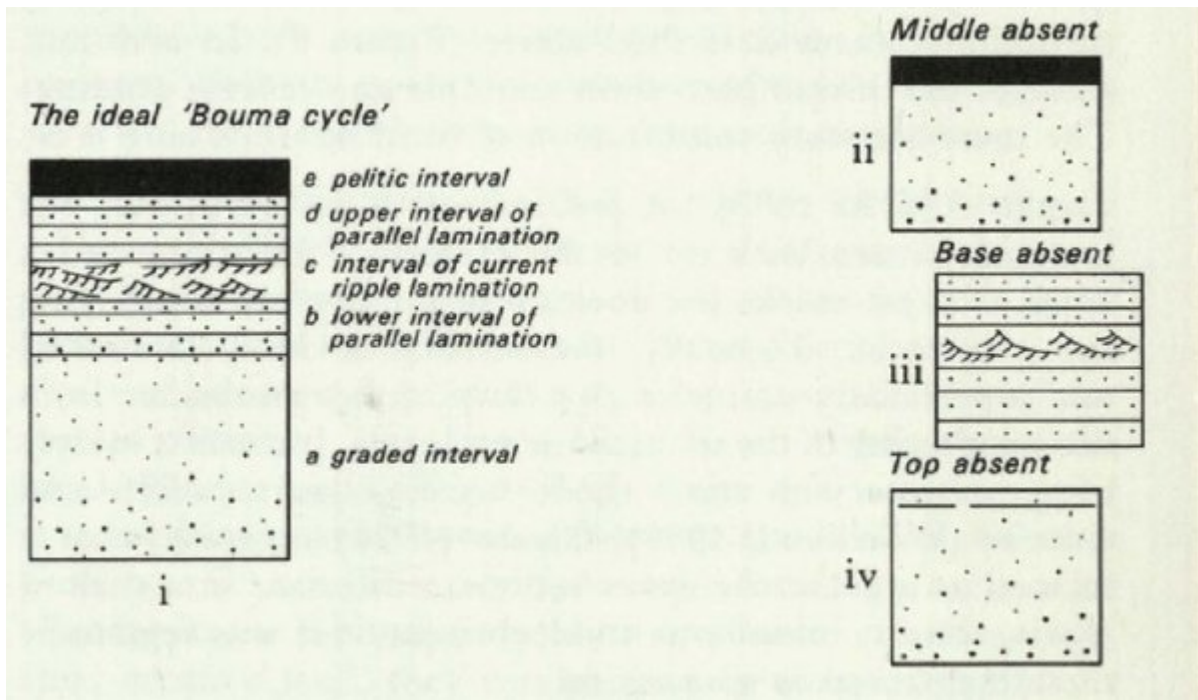 The ideal 'Bouma cycle'
e pelitic interval
d upper interval of
parallel lamination
c interval of current
ripple lamination
b lower interval of
parallel lamination
a graded interval
i
Middle absent
ii
Base absent
iii
Top absent
iv